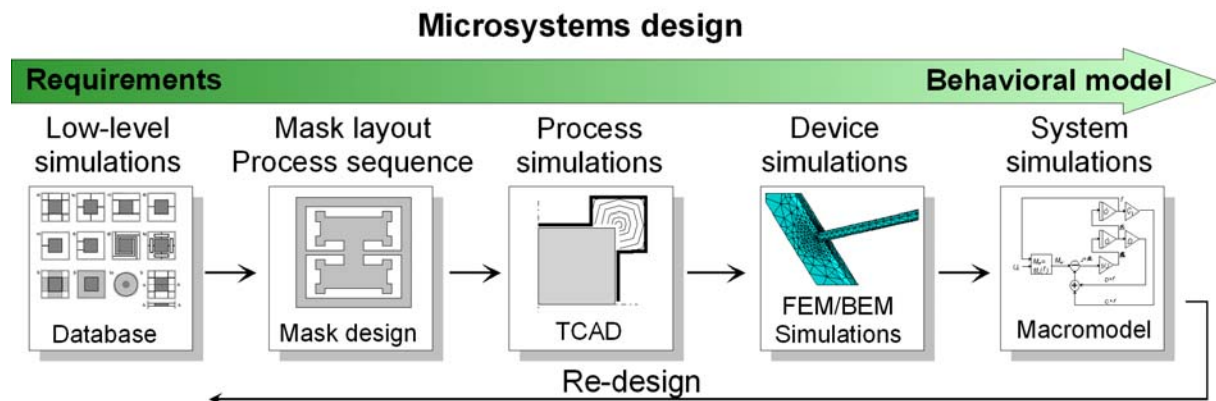 Microsystems design
Requirements
Behavioral model
Low-level
simulations
Mask layout
Process sequence
Process
simulations
Device
simulations
System
simulations
Database
Mask design
TCAD
FEM/BEM
Simulations
Macromodel
Re-design